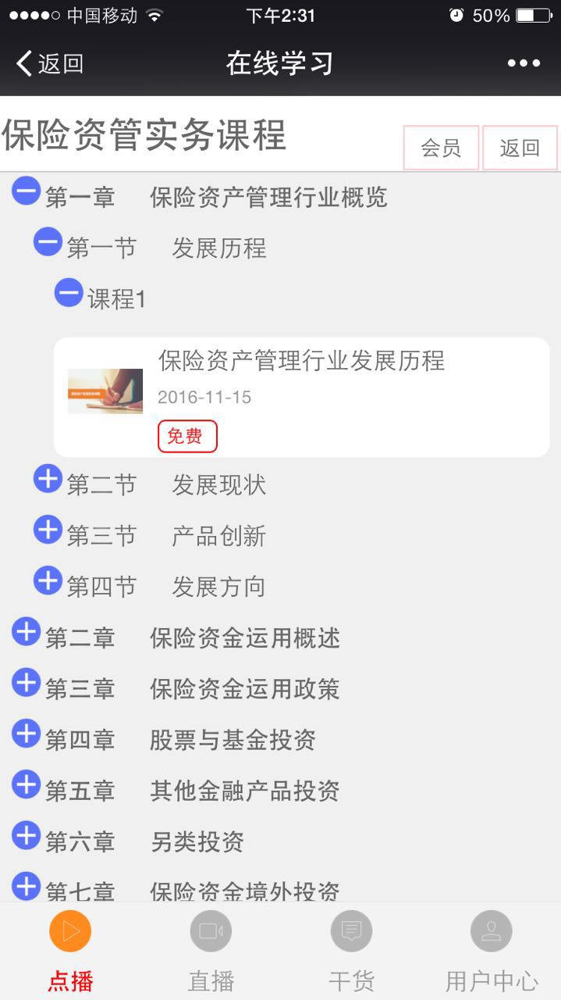 中国移动 下午2:31 50%
返回 在线学习
保险资管实务课程 会员 返回
第一章 保险资产管理行业概览
第一节 发展历程
课程1
保险资产管理行业发展历程
2016-11-15
免费
第二节 发展现状
第三节 产品创新
第四节 发展方向
第二章 保险资金运用概述
第三章 保险资金运用政策
第四章 股票与基金投资
第五章 其他金融产品投资
第六章 另类投资
第七章 保险资金境外投资
点播 直播 干货 用户中心